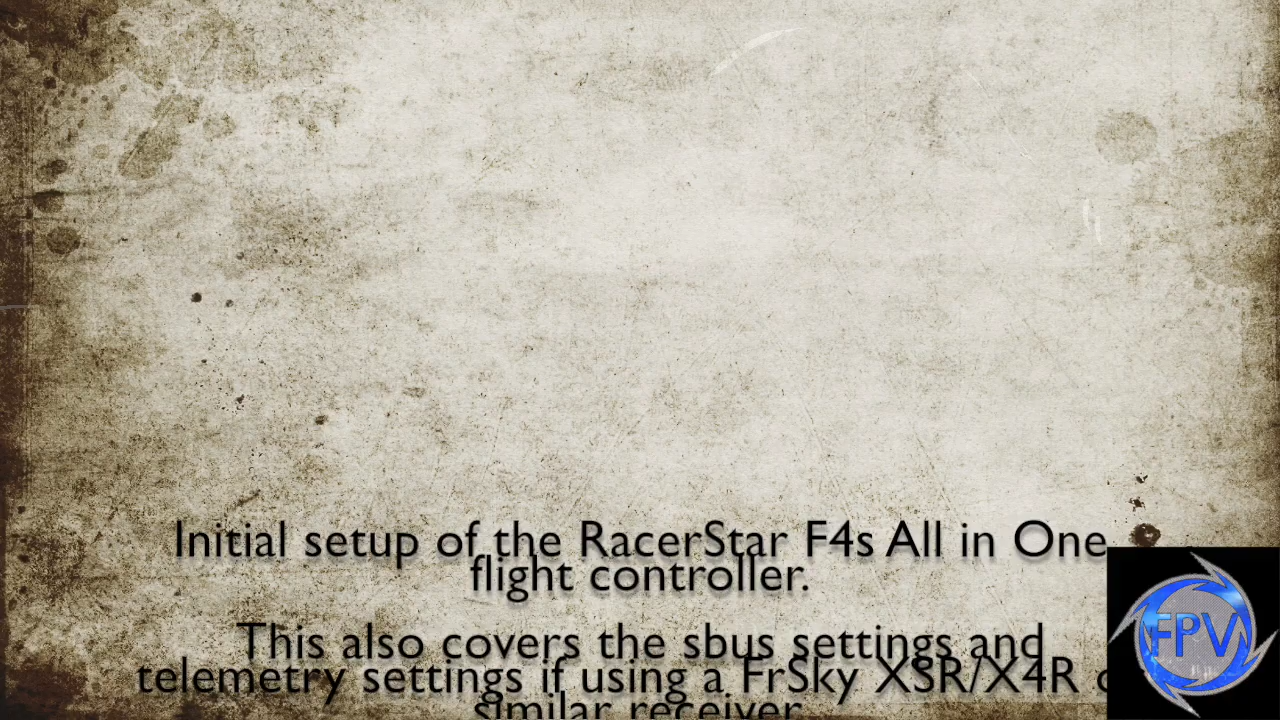 Initial setup of the RacerStar F4s All in One
flight controller.
This also covers the sbus settings and
telemetry settings if using a FrSky XSR/X4R
similar receiver.
FPV